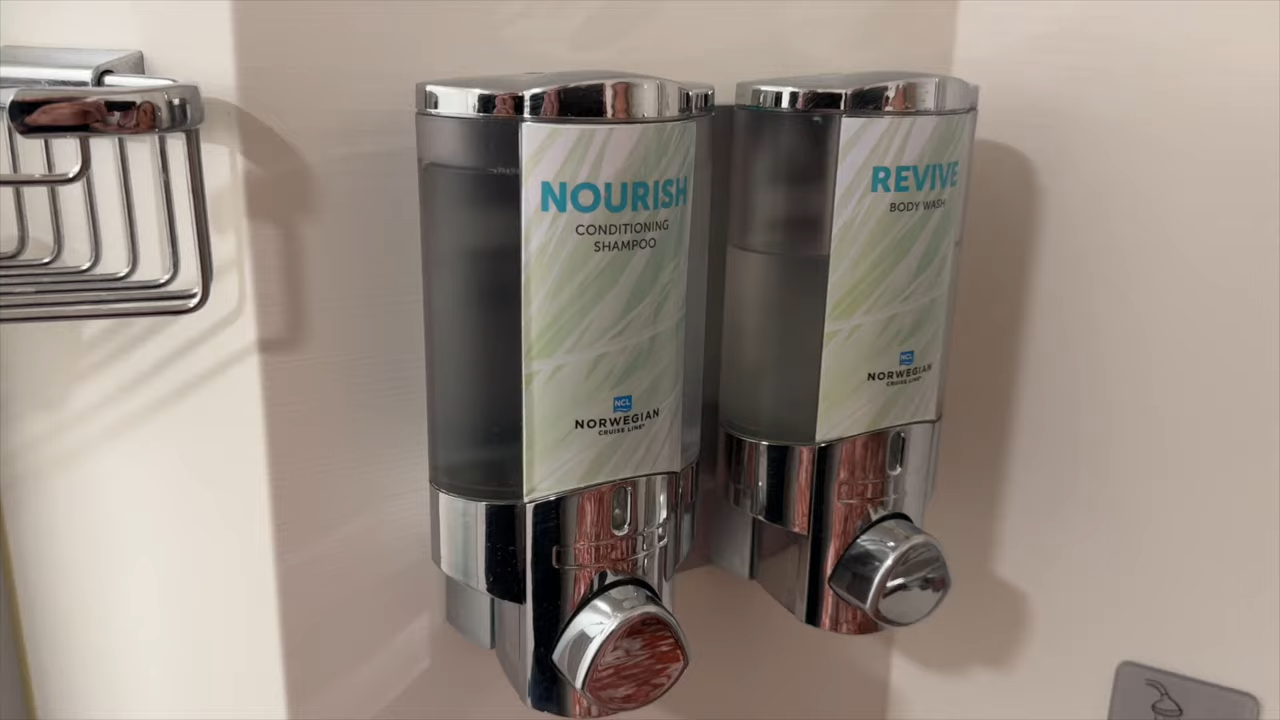 NOURISH
CONDITIONING
SHAMPOO
NCL
NORWEGIAN
CRUISE LINE®
REVIVE
BODY WASH
NCL
NORWEGIAN
CRUISE LINE®